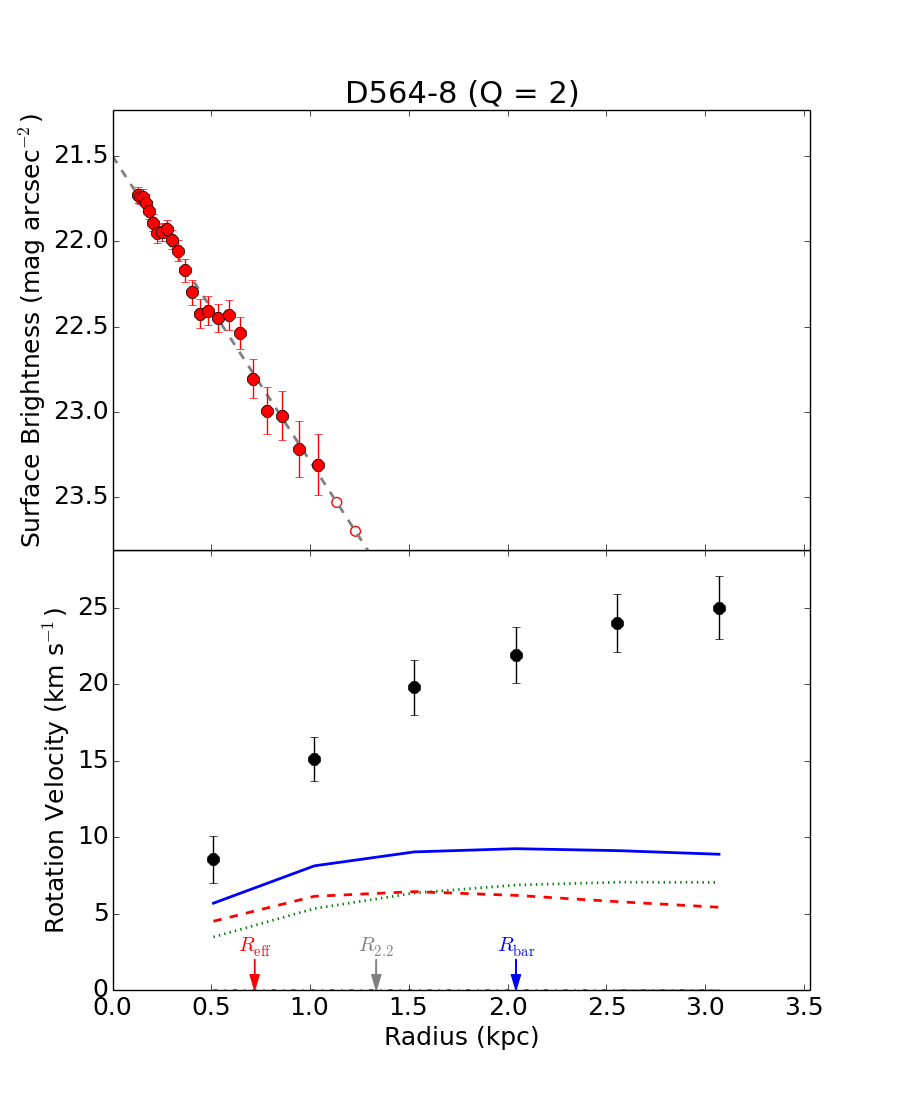 D564-8 (Q = 2)
Surface Brightness (mag arcsec⁻²)
21.5
22.0
22.5
23.0
23.5
Rotation Velocity (km s⁻¹)
25
20
15
10
5
0
R_eff R_2.2 R_bar
0.0 0.5 1.0 1.5 2.0 2.5 3.0 3.5
Radius (kpc)